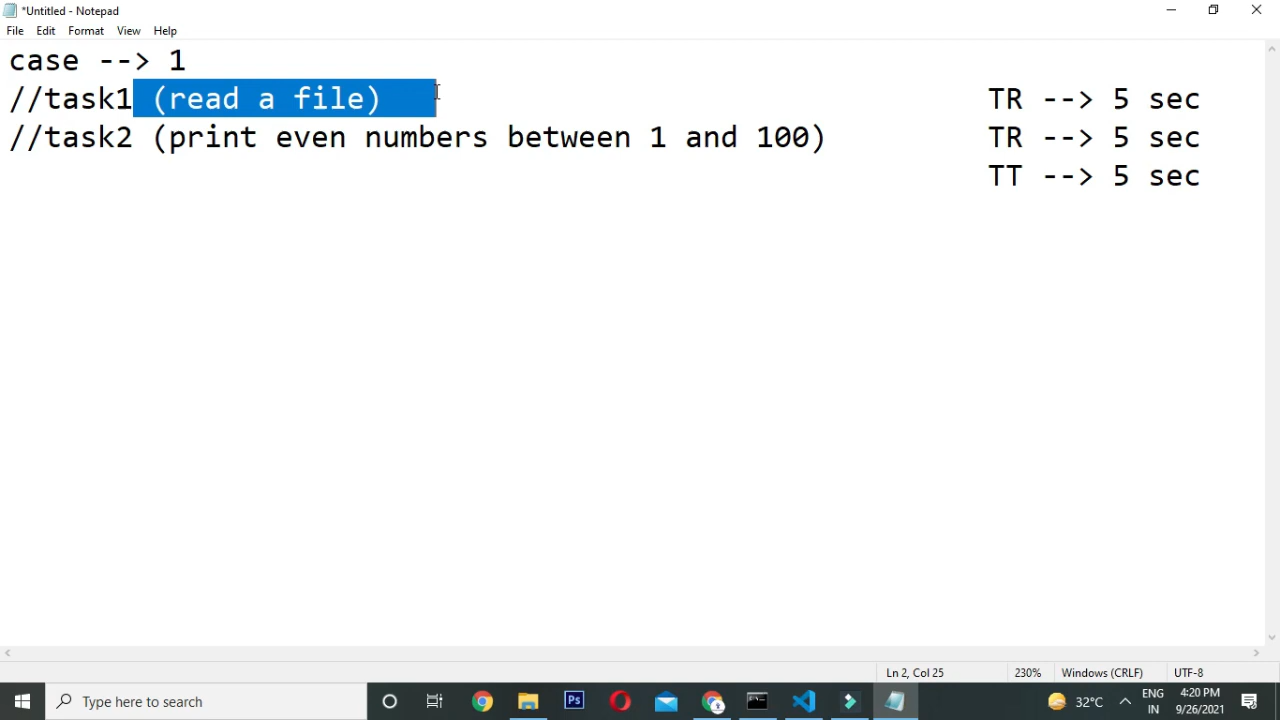 *Untitled - Notepad
File Edit Format View Help
case --> 1
//task1 (read a file) TR --> 5 sec
//task2 (print even numbers between 1 and 100) TR --> 5 sec
TT --> 5 sec
Ln 2, Col 25 230% Windows (CRLF) UTF-8
Type here to search Ps 32°C ENG 4:20 PM
IN 9/26/2021